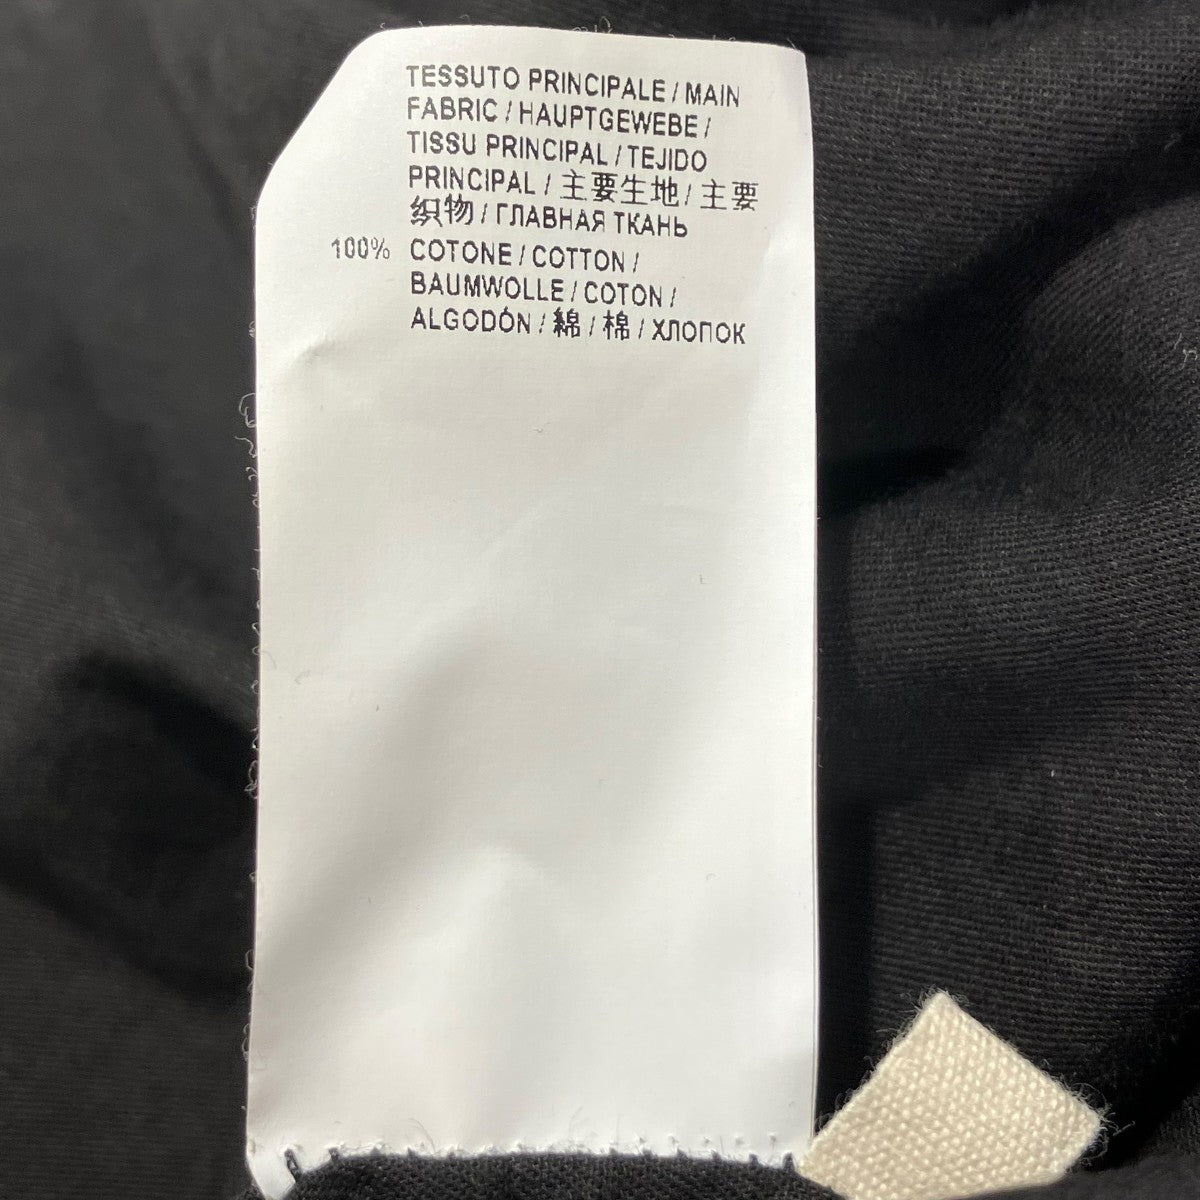 TESSUTO PRINCIPALE / MAIN
FABRIC / HAUPTGEWEBE /
TISSU PRINCIPAL / TEJIDO
PRINCIPAL / 主要生地 / 主要
织物 / ГЛАВНАЯ ТКАНЬ
100% COTONE / COTTON /
BAUMWOLLE / COTON /
ALGODÓN / 綿 / 棉 / ХЛОПОК